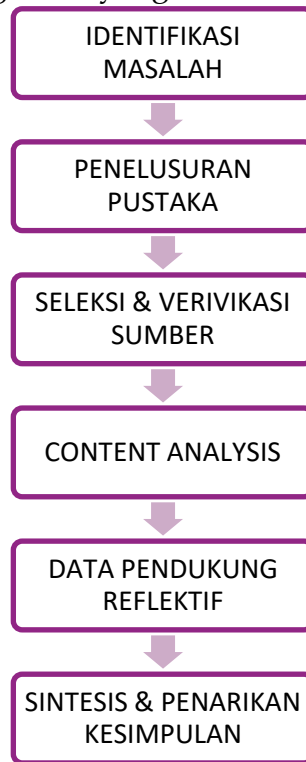 IDENTIFIKASI
MASALAH
PENELUSURAN
PUSTAKA
SELEKSI & VERIVIKASI
SUMBER
CONTENT ANALYSIS
DATA PENDUKUNG
REFLEKTIF
SINTESIS & PENARIKAN
KESIMPULAN